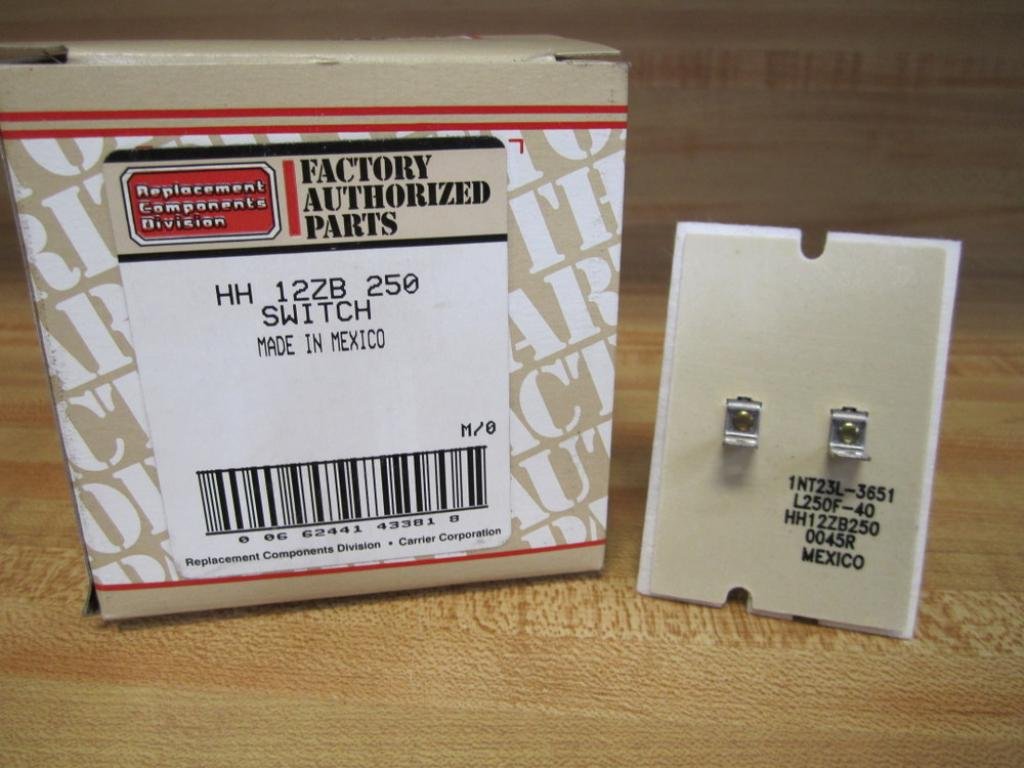 Replacement
Components
Division
FACTORY
AUTHORIZED
PARTS
HH 12ZB 250
SWITCH
MADE IN MEXICO
M/0
0 06 62441 43381 8
Replacement Components Division • Carrier Corporation
1NT23L-3651
L250F-40
HH12ZB250
0045R
MEXICO